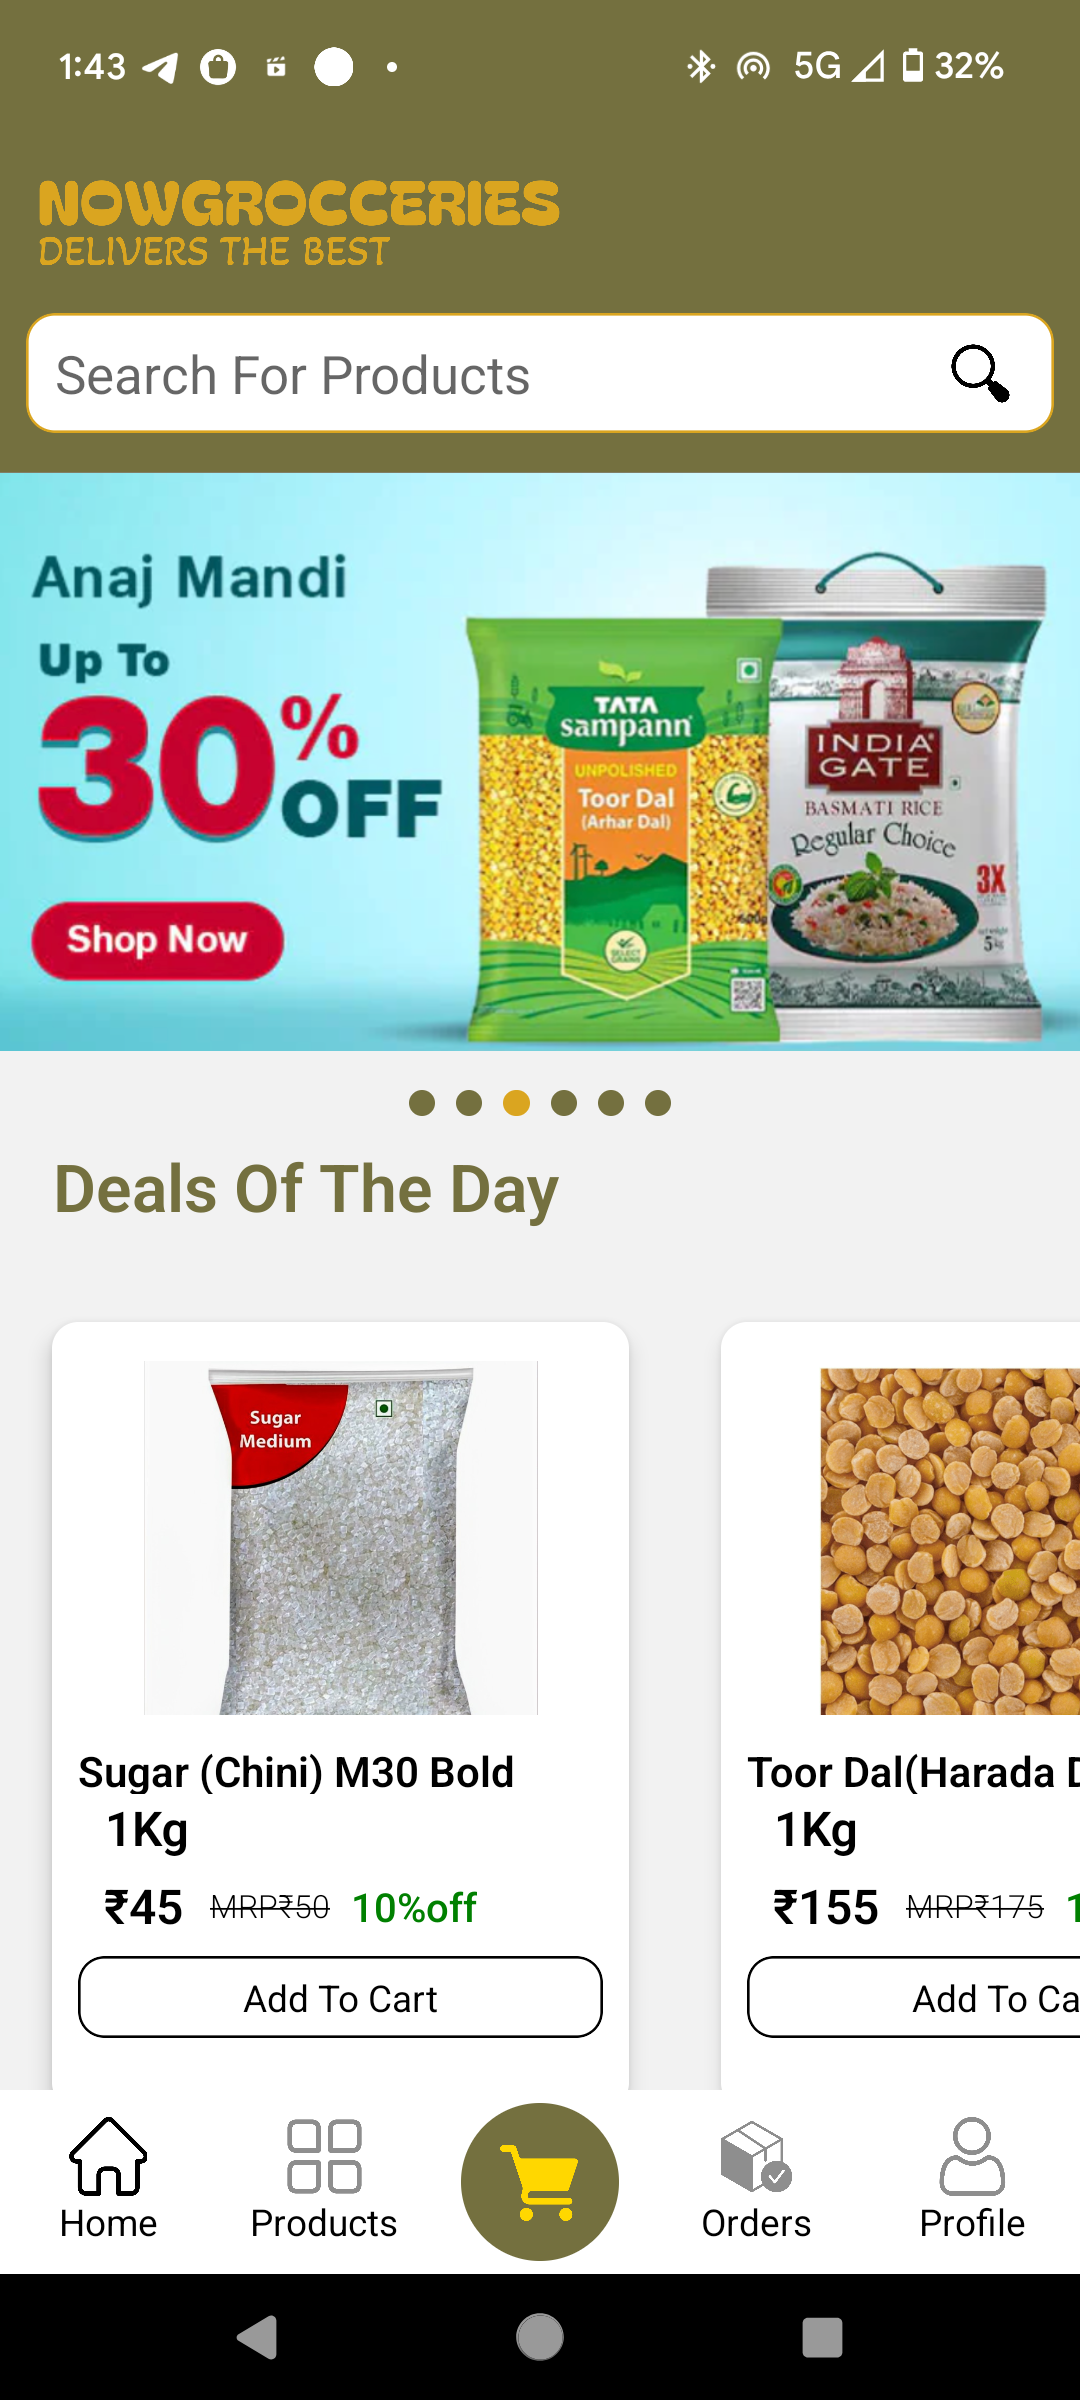 1:43
5G
32%
NOWGROCCERIES
DELIVERS THE BEST
Search For Products
Anaj Mandi
Up To
30%
OFF
Shop Now
TATA
sampann
UNPOLISHED
Toor Dal
(Arhar Dal)
SELECT
GRAINS
INDIA
GATE
BASMATI RICE
Regular Choice
3X
5kg
Deals Of The Day
Sugar
Medium
Sugar (Chini) M30 Bold
1Kg
₹45 MRP₹50 10%off
Add To Cart
Toor Dal(Harada
1Kg
₹155 MRP₹175
Add To Ca
Home
Products
Orders
Profile